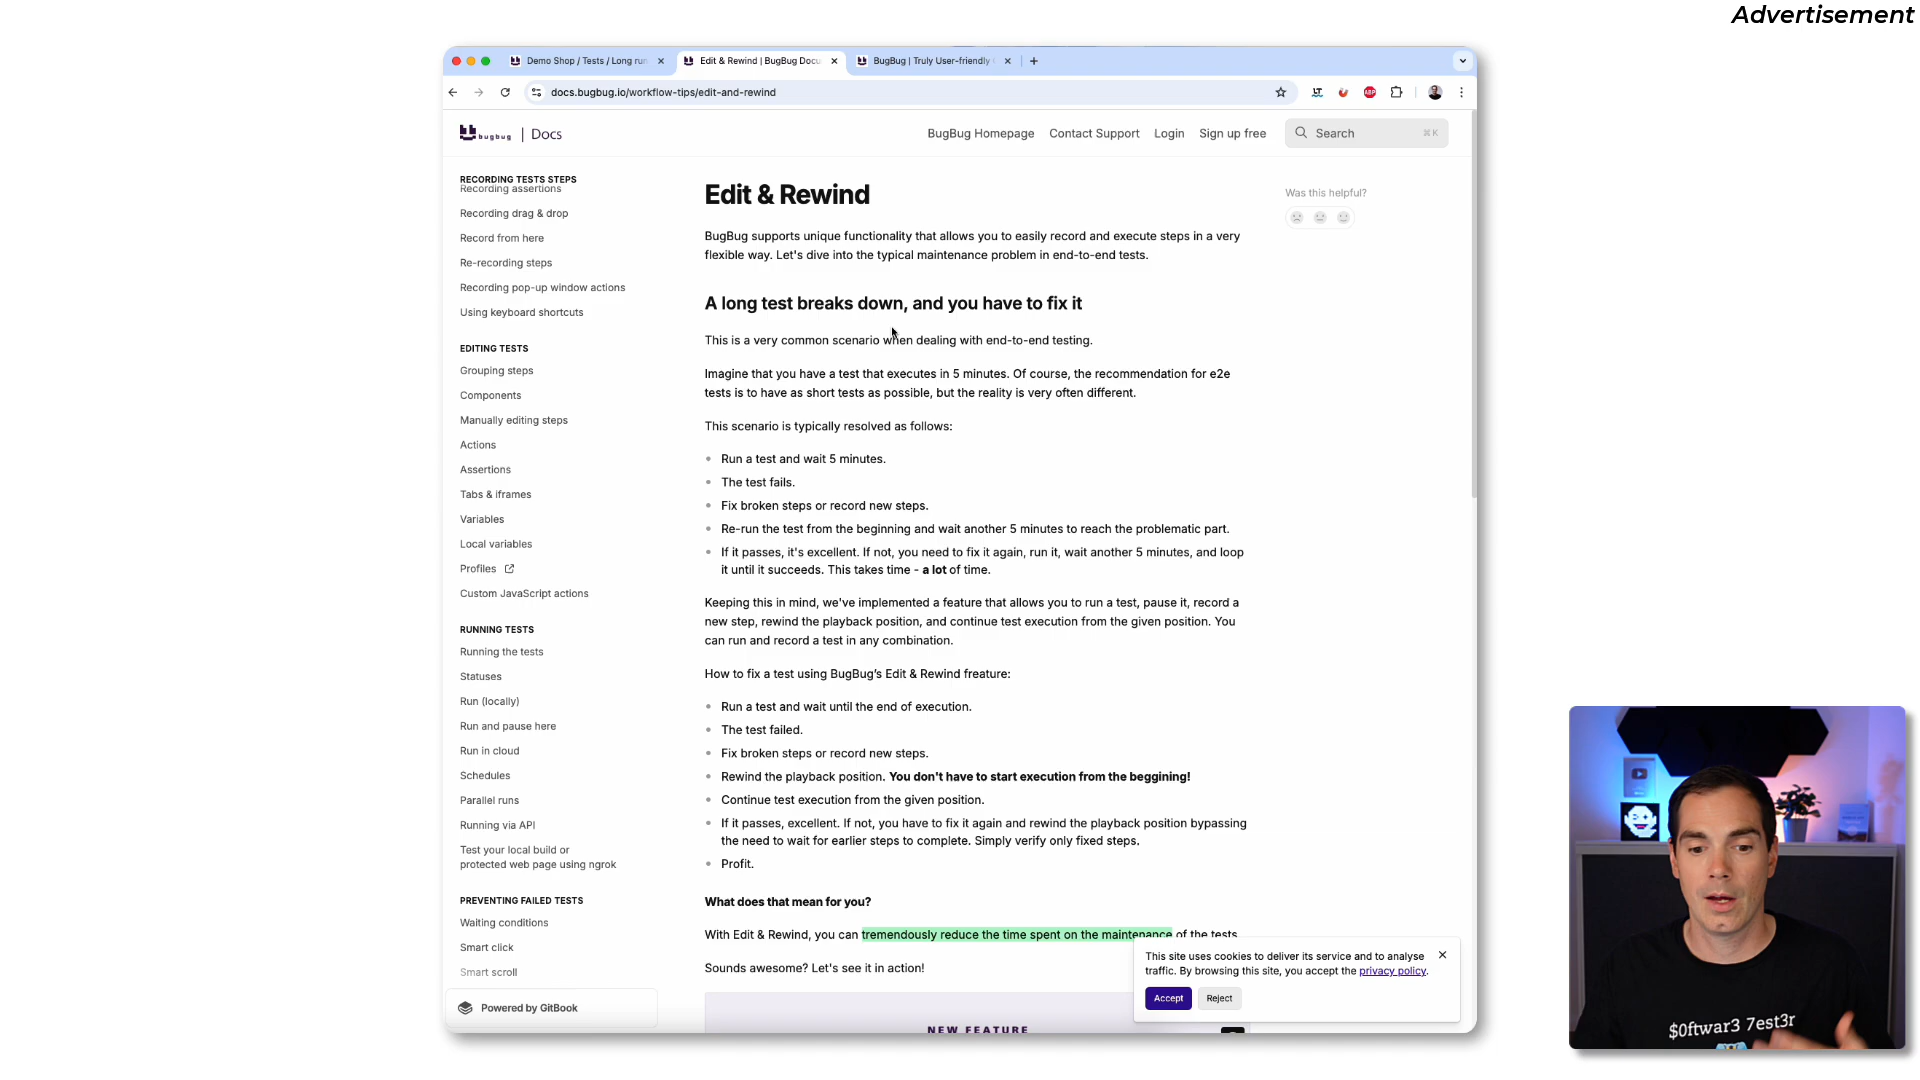 Advertisement
Demo Shop / Tests / Long run
Edit & Rewind | BugBug Docu
BugBug | Truly User-friendly
docs.bugbug.io/workflow-tips/edit-and-rewind
LT
ABP
bugbug | Docs
BugBug Homepage
Contact Support
Login
Sign up free
Search
⌘K
RECORDING TESTS STEPS
Recording assertions
Recording drag & drop
Record from here
Re-recording steps
Recording pop-up window actions
Using keyboard shortcuts
EDITING TESTS
Grouping steps
Components
Manually editing steps
Actions
Assertions
Tabs & iframes
Variables
Local variables
Profiles
Custom JavaScript actions
RUNNING TESTS
Running the tests
Statuses
Run (locally)
Run and pause here
Run in cloud
Schedules
Parallel runs
Running via API
Test your local build or
protected web page using ngrok
PREVENTING FAILED TESTS
Waiting conditions
Smart click
Smart scroll
Powered by GitBook
Edit & Rewind
BugBug supports unique functionality that allows you to easily record and execute steps in a very
flexible way. Let's dive into the typical maintenance problem in end-to-end tests.
A long test breaks down, and you have to fix it
This is a very common scenario when dealing with end-to-end testing.
Imagine that you have a test that executes in 5 minutes. Of course, the recommendation for e2e
tests is to have as short tests as possible, but the reality is very often different.
This scenario is typically resolved as follows:
Run a test and wait 5 minutes.
The test fails.
Fix broken steps or record new steps.
Re-run the test from the beginning and wait another 5 minutes to reach the problematic part.
If it passes, it's excellent. If not, you need to fix it again, run it, wait another 5 minutes, and loop
it until it succeeds. This takes time - a lot of time.
Keeping this in mind, we've implemented a feature that allows you to run a test, pause it, record a
new step, rewind the playback position, and continue test execution from the given position. You
can run and record a test in any combination.
How to fix a test using BugBug's Edit & Rewind freature:
Run a test and wait until the end of execution.
The test failed.
Fix broken steps or record new steps.
Rewind the playback position. You don't have to start execution from the beggining!
Continue test execution from the given position.
If it passes, excellent. If not, you have to fix it again and rewind the playback position bypassing
the need to wait for earlier steps to complete. Simply verify only fixed steps.
Profit.
What does that mean for you?
With Edit & Rewind, you can tremendously reduce the time spent on the maintenance of the tests
Sounds awesome? Let's see it in action!
NEW FEATURE
Was this helpful?
This site uses cookies to deliver its service and to analyse
traffic. By browsing this site, you accept the privacy policy.
Accept
Reject
$0ftwar3 7est3r